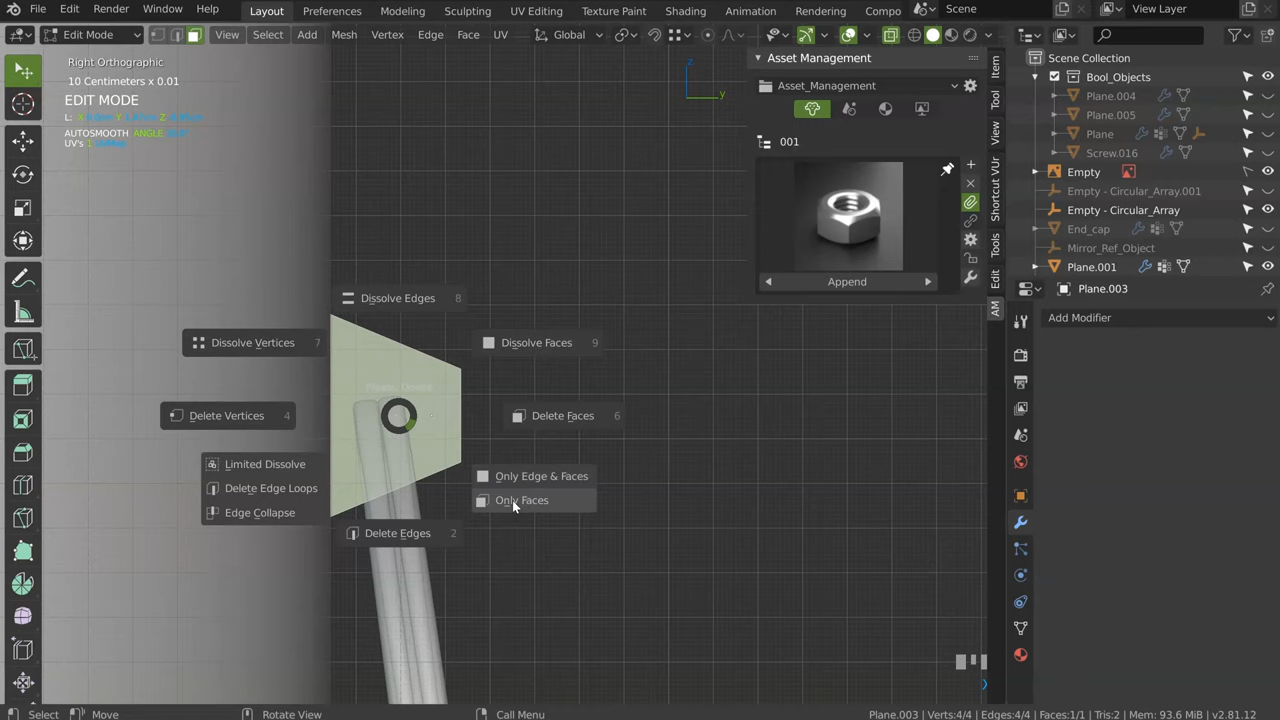 File Edit Render Window Help Layout Preferences Modeling Sculpting UV Editing Texture Paint Shading Animation Rendering Compo Scene View Layer
Edit Mode View Select Add Mesh Vertex Edge Face UV Global
Right Orthographic
10 Centimeters x 0.01
EDIT MODE
AUTOSMOOTH ANGLE
UV's 1
z
y
Dissolve Edges 8
Dissolve Vertices 7
Dissolve Faces 9
Delete Vertices 4
Delete Faces 6
Limited Dissolve
Delete Edge Loops
Edge Collapse
Only Edge & Faces
Only Faces
Delete Edges 2
Asset Management
Asset_Management
001
Append
Item
Tool
View
Shortcut VUr
Tools
Edit
AM
Scene Collection
Bool_Objects
Plane.004
Plane.005
Plane
Screw.016
Empty
Empty - Circular_Array.001
Empty - Circular_Array
End_cap
Mirror_Ref_Object
Plane.001
Plane.003
Add Modifier
Select Move Rotate View Call Menu Plane.003 | Verts:4/4 | Edges:4/4 | Faces:1/1 | Tris:2 | Mem: 93.6 MiB | v2.81.12